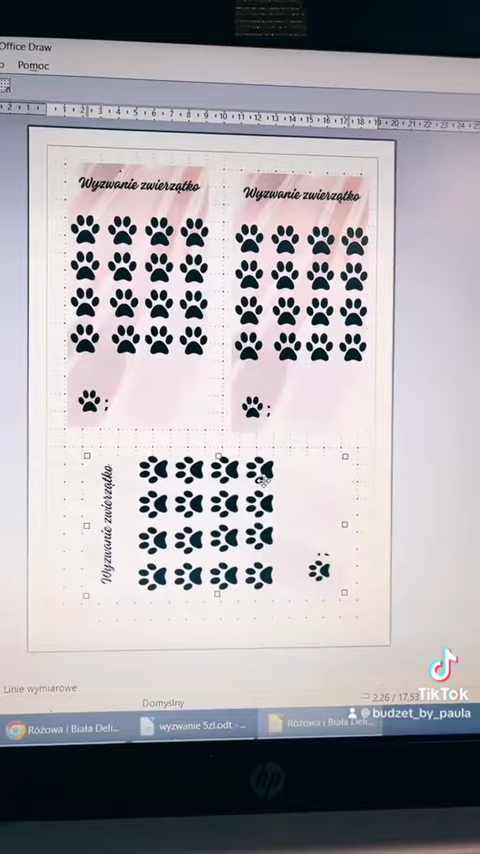 Office Draw
Pomoc
Wyzwanie zwierzątko
Wyzwanie zwierzątko
;
;
Wyzwanie zwierzątko
:
Linie wymiarowe
Domyślny
2,26 / 17,53
Różowa i Biała Deli...
wyzwanie 5zl.odt - ...
Różowa i Biała Deli...
TikTok
@budzet_by_paula
hp